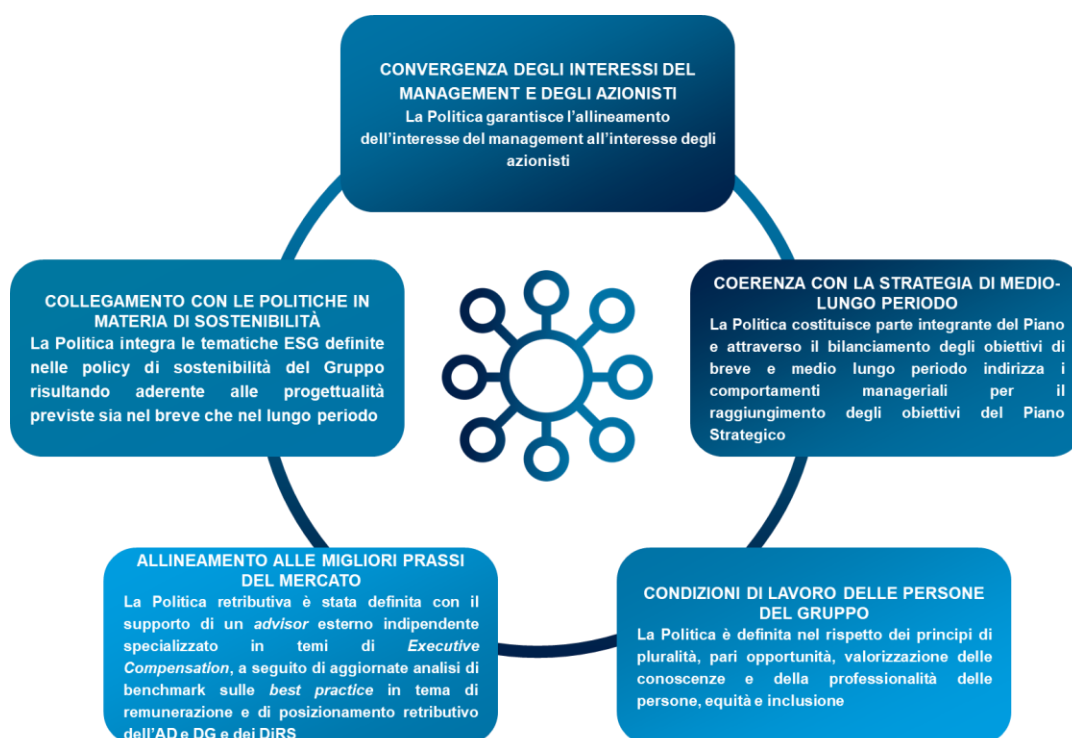 CONVERGENZA DEGLI INTERESSI DEL
MANAGEMENT E DEGLI AZIONISTI
La Politica garantisce l'allineamento
dell'interesse del management all'interesse degli
azionisti
COLLEGAMENTO CON LE POLITICHE IN
MATERIA DI SOSTENIBILITÀ
La Politica integra le tematiche ESG definite
nelle policy di sostenibilità del Gruppo
risultando aderente alle progettualità
previste sia nel breve che nel lungo periodo
COERENZA CON LA STRATEGIA DI MEDIO-
LUNGO PERIODO
La Politica costituisce parte integrante del Piano
e attraverso il bilanciamento degli obiettivi di
breve e medio lungo periodo indirizza i
comportamenti manageriali per il
raggiungimento degli obiettivi del Piano
Strategico
ALLINEAMENTO ALLE MIGLIORI PRASSI
DEL MERCATO
La Politica retributiva è stata definita con il
supporto di un advisor esterno indipendente
specializzato in temi di Executive
Compensation, a seguito di aggiornate analisi di
benchmark sulle best practice in tema di
remunerazione e di posizionamento retributivo
dell'AD e DG e dei DiRS
CONDIZIONI DI LAVORO DELLE PERSONE
DEL GRUPPO
La Politica è definita nel rispetto dei principi di
pluralità, pari opportunità, valorizzazione delle
conoscenze e della professionalità delle
persone, equità e inclusione